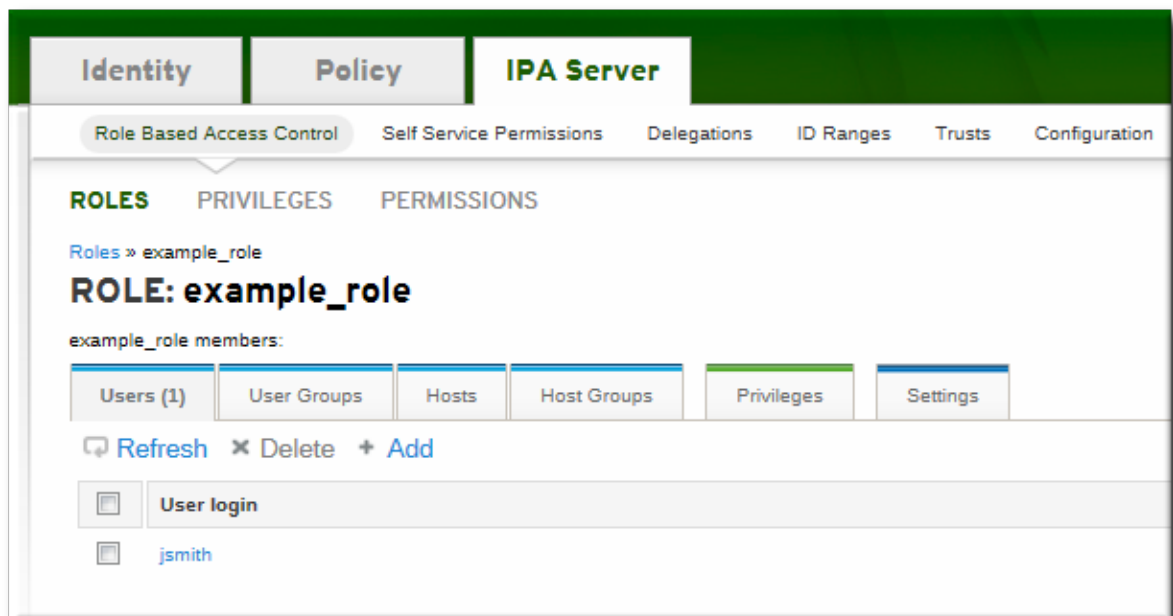 Identity Policy IPA Server
Role Based Access Control Self Service Permissions Delegations ID Ranges Trusts Configuration
ROLES PRIVILEGES PERMISSIONS
Roles » example_role
ROLE: example_role
example_role members:
Users (1) User Groups Hosts Host Groups Privileges Settings
Refresh Delete Add
User login
jsmith